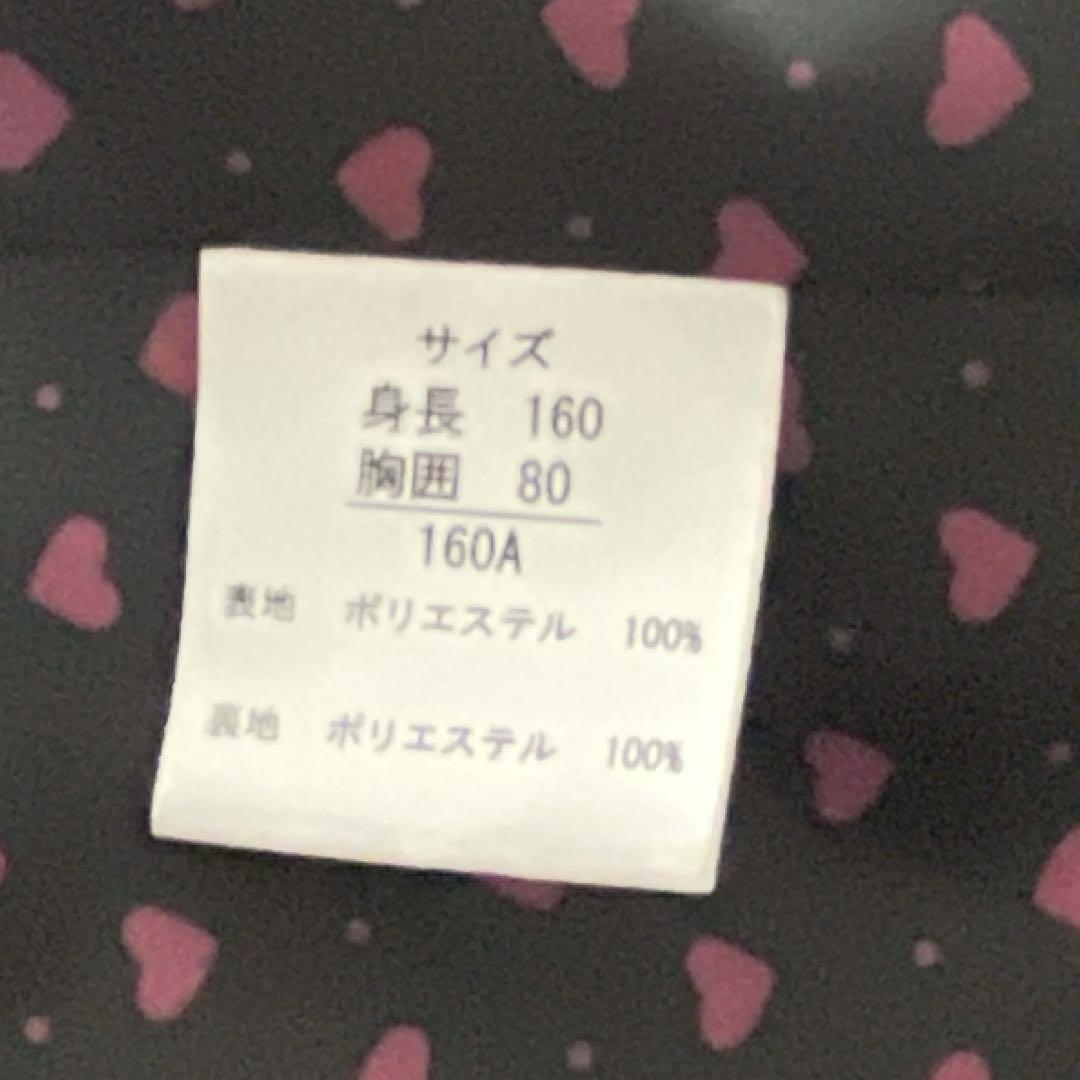 サイズ
身長 160
胸囲 80
160A
表地 ポリエステル 100%
裏地 ポリエステル 100%